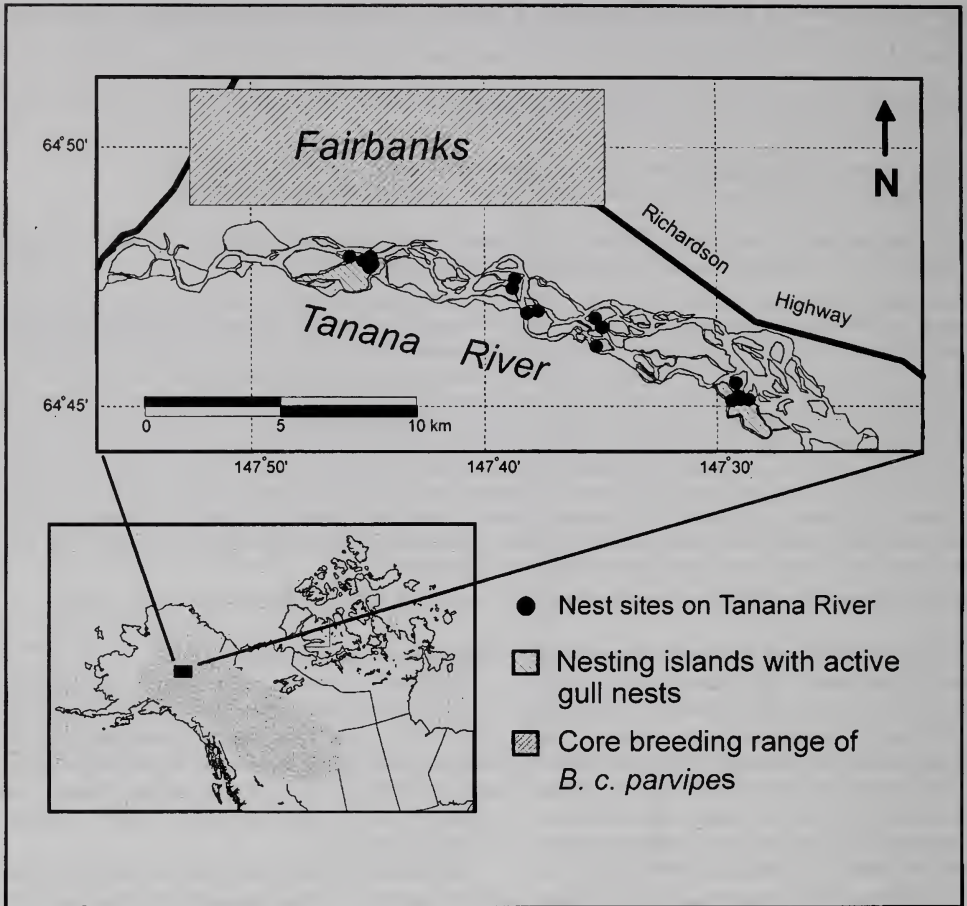 64°50'
Fairbanks
N
Richardson
Highway
Tanana River
64°45'
0 5 10 km
147°50' 147°40' 147°30'
Nest sites on Tanana River
Nesting islands with active
gull nests
Core breeding range of
B. c. parvipes